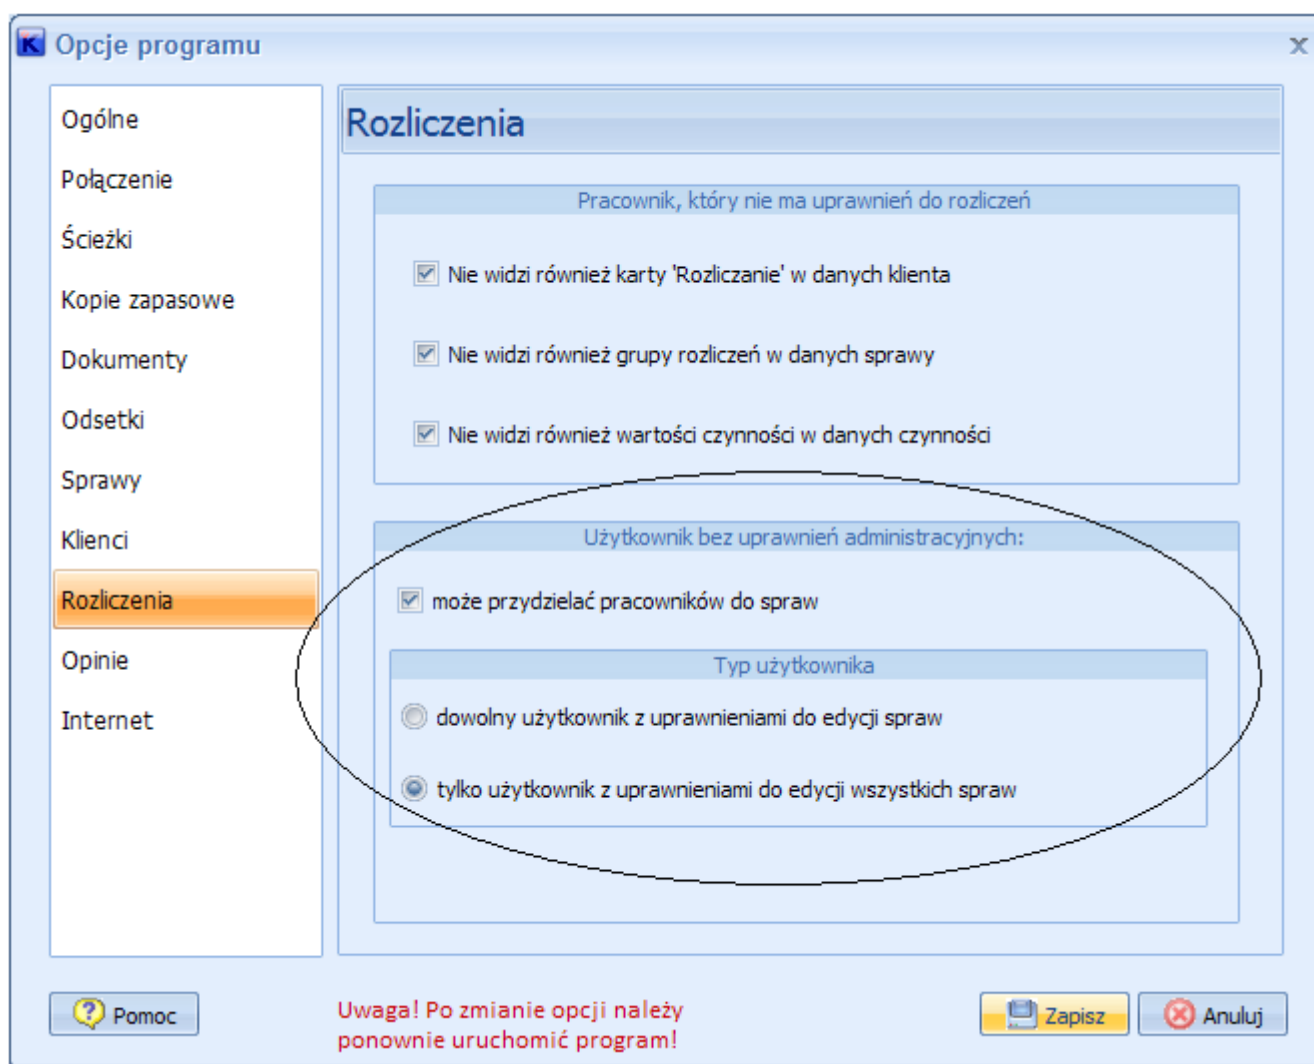 K Opcje programu x
Ogólne
Połączenie
Ścieżki
Kopie zapasowe
Dokumenty
Odsetki
Sprawy
Klienci
Rozliczenia
Opinie
Internet
Rozliczenia
Pracownik, który nie ma uprawnień do rozliczeń
Nie widzi również karty 'Rozliczanie' w danych klienta
Nie widzi również grupy rozliczeń w danych sprawy
Nie widzi również wartości czynności w danych czynności
Użytkownik bez uprawnień administracyjnych:
może przydzielać pracowników do spraw
Typ użytkownika
dowolny użytkownik z uprawnieniami do edycji spraw
tylko użytkownik z uprawnieniami do edycji wszystkich spraw
? Pomoc
Uwaga! Po zmianie opcji należy
ponownie uruchomić program!
Zapisz
Anuluj